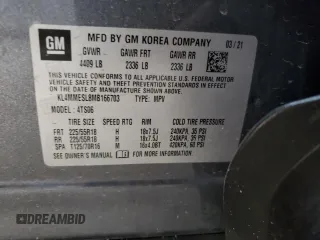 GM
MFD BY GM KOREA COMPANY
03/21
GVWR GAWR FRT GAWR RR
4409 LB 2336 LB 2336 LB
THIS VEHICLE CONFORMS TO ALL APPLICABLE U.S. FEDERAL MOTOR
VEHICLE SAFETY, BUMPER, AND THEFT PREVENTION STANDARDS IN
EFFECT ON THE DATE OF MANUFACTURE SHOWN ABOVE.
KL4MMESL8MB166703 TYPE: MPV
MODEL: 4TS06
TIRE SIZE SPEED RTG RIM COLD TIRE PRESSURE
FRT 225/55R18 H 18x7.5J 240KPA, 35 PSI
RR 225/55R18 H 18x7.5J 240KPA, 35 PSI
SPA T125/70R16 M 16x4.0BT 420KPA, 60 PSI
SEE OWNER'S MANUAL
DREAMBID